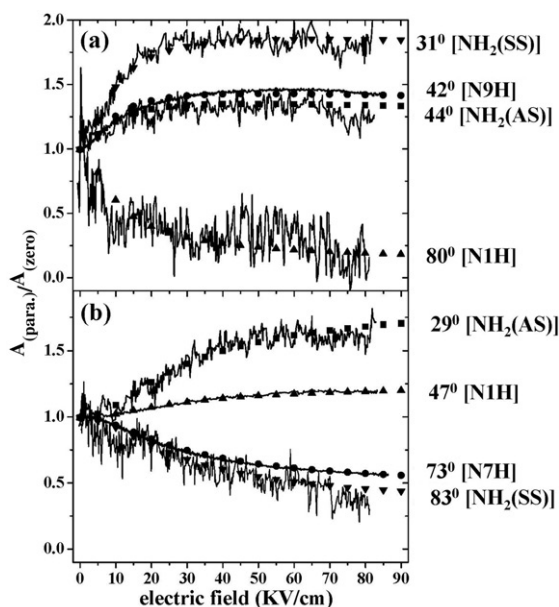 2.0
(a)
31⁰ [NH₂(SS)]
1.5
42⁰ [N9H]
44⁰ [NH₂(AS)]
1.0
0.5
80⁰ [N1H]
0.0
A(para.)/A(zero)
(b)
29⁰ [NH₂(AS)]
1.5
47⁰ [N1H]
1.0
73⁰ [N7H]
0.5
83⁰ [NH₂(SS)]
0.0
0 10 20 30 40 50 60 70 80 90
electric field (KV/cm)